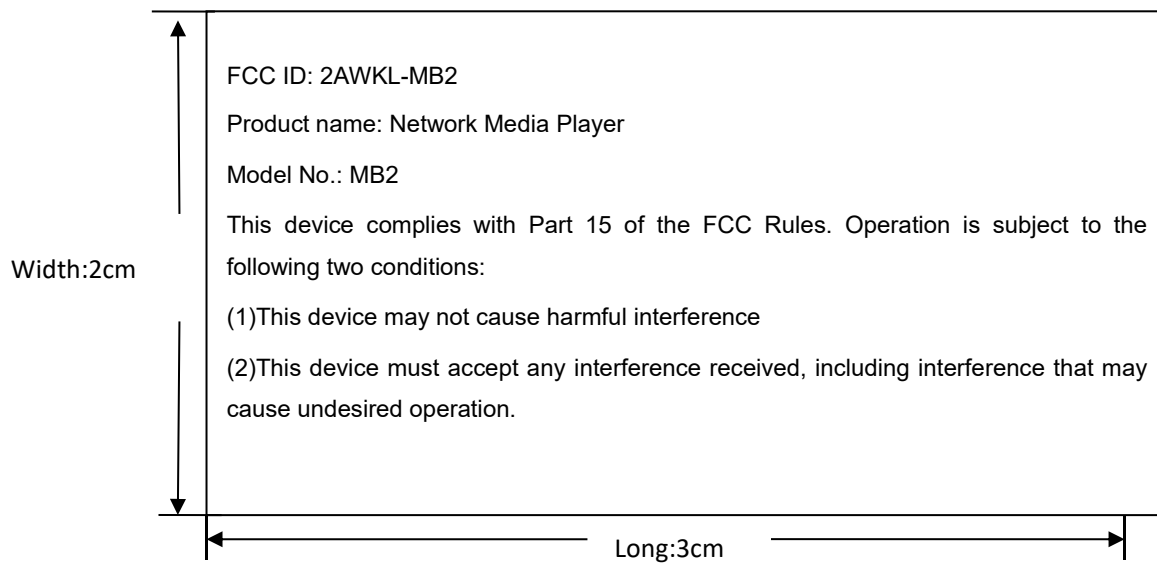 FCC ID: 2AWKL-MB2
Product name: Network Media Player
Model No.: MB2
This device complies with Part 15 of the FCC Rules. Operation is subject to the
following two conditions:
Width:2cm
(1)This device may not cause harmful interference
(2)This device must accept any interference received, including interference that may
cause undesired operation.
Long:3cm